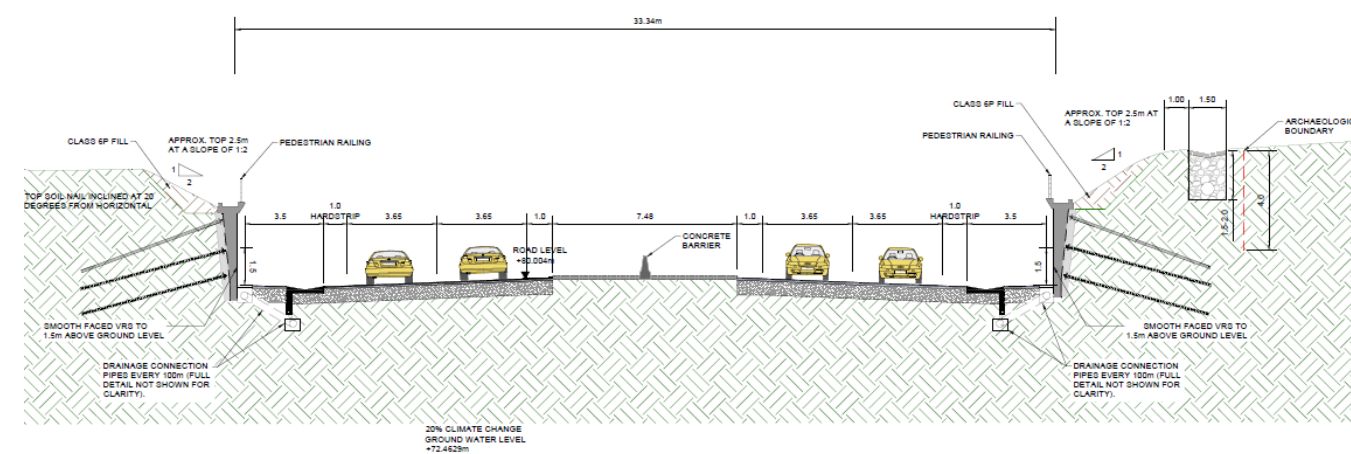 33.34m
CLASS 6P FILL
APPROX. TOP 2.5m
AT A SLOPE OF 1:2
1
2
PEDESTRIAN RAILING
TOP SOIL NAIL INCLINED AT 20
DEGREES FROM HORIZONTAL
CLASS 6P FILL
PEDESTRIAN RAILING
APPROX. TOP 2.5m AT
A SLOPE OF 1:2
1
2
1.00
1.50
ARCHAEOLOGIC
BOUNDARY
1.5-2.0
4.0
3.5
1.0
HARDSTRIP
3.65
3.65
1.0
7.48
1.0
3.65
3.65
1.0
HARDSTRIP
3.5
CONCRETE
BARRIER
ROAD LEVEL
+80.004m
1.5
1.5
SMOOTH FACED VRS TO
1.5m ABOVE GROUND LEVEL
SMOOTH FACED VRS TO
1.5m ABOVE GROUND LEVEL
DRAINAGE CONNECTION
PIPES EVERY 100m (FULL
DETAIL NOT SHOWN FOR
CLARITY).
DRAINAGE CONNECTION
PIPES EVERY 100m (FULL
DETAIL NOT SHOWN FOR
CLARITY).
20% CLIMATE CHANGE
GROUND WATER LEVEL
+72.4629m